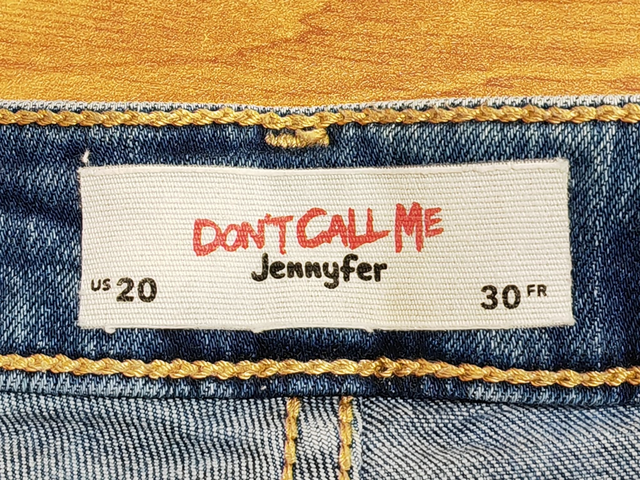 DON'T CALL ME
Jennyfer
US 20
30 FR